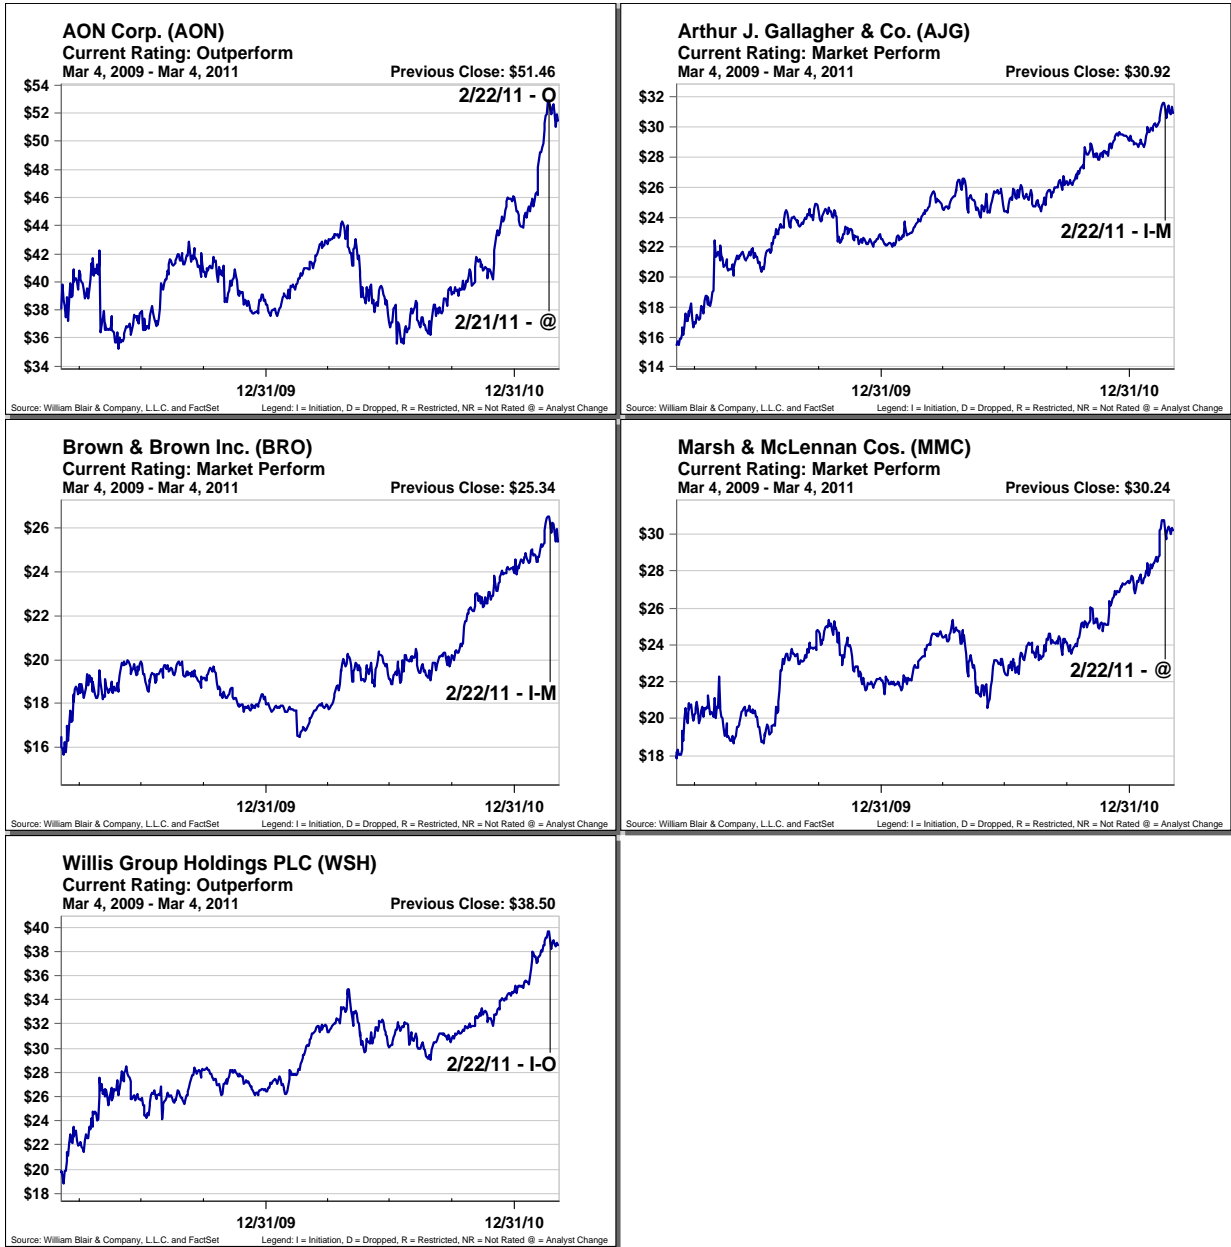 AON Corp. (AON)
Current Rating: Outperform
Mar 4, 2009 - Mar 4, 2011 Previous Close: $51.46
$54
2/22/11 - O
$52
$50
$48
$46
$44
$42
$40
$38
2/21/11 - @
$36
$34
12/31/09 12/31/10
Source: William Blair & Company, L.L.C. and FactSet Legend: I = Initiation, D = Dropped, R = Restricted, NR = Not Rated @ = Analyst Change
Arthur J. Gallagher & Co. (AJG)
Current Rating: Market Perform
Mar 4, 2009 - Mar 4, 2011 Previous Close: $30.92
$32
$30
$28
$26
$24
2/22/11 - I-M
$22
$20
$18
$16
$14
12/31/09 12/31/10
Source: William Blair & Company, L.L.C. and FactSet Legend: I = Initiation, D = Dropped, R = Restricted, NR = Not Rated @ = Analyst Change
Brown & Brown Inc. (BRO)
Current Rating: Market Perform
Mar 4, 2009 - Mar 4, 2011 Previous Close: $25.34
$26
$24
$22
$20
2/22/11 - I-M
$18
$16
12/31/09 12/31/10
Source: William Blair & Company, L.L.C. and FactSet Legend: I = Initiation, D = Dropped, R = Restricted, NR = Not Rated @ = Analyst Change
Marsh & McLennan Cos. (MMC)
Current Rating: Market Perform
Mar 4, 2009 - Mar 4, 2011 Previous Close: $30.24
$30
$28
$26
$24
2/22/11 - @
$22
$20
$18
12/31/09 12/31/10
Source: William Blair & Company, L.L.C. and FactSet Legend: I = Initiation, D = Dropped, R = Restricted, NR = Not Rated @ = Analyst Change
Willis Group Holdings PLC (WSH)
Current Rating: Outperform
Mar 4, 2009 - Mar 4, 2011 Previous Close: $38.50
$40
$38
$36
$34
$32
$30
2/22/11 - I-O
$28
$26
$24
$22
$20
$18
12/31/09 12/31/10
Source: William Blair & Company, L.L.C. and FactSet Legend: I = Initiation, D = Dropped, R = Restricted, NR = Not Rated @ = Analyst Change